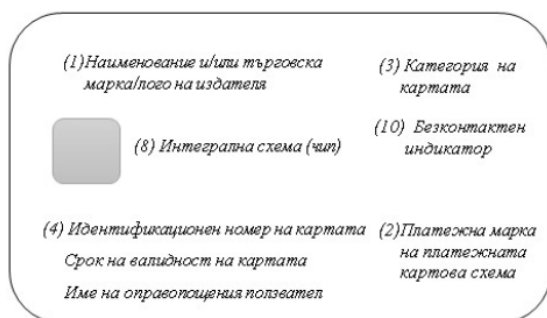 (1) Наименование и/или търговска
марка/лого на издателя
(3) Категория на
картата
(8) Интегрална схема (чип)
(10) Безконтактен
индикатор
(4) Идентификационен номер на картата
Срок на валидност на картата
Име на оправопощения ползвател
(2) Платежна марка
на платежната
картова схема